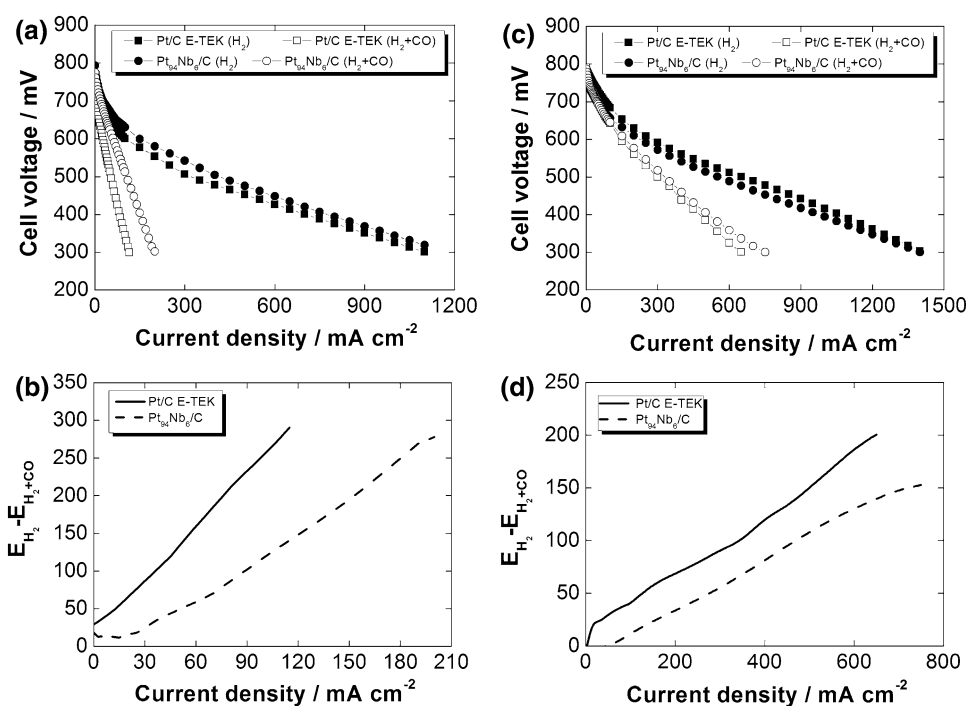 (a)
900
800
700
600
500
400
300
200
Cell voltage / mV
Pt/C E-TEK (H₂) Pt/C E-TEK (H₂+CO)
Pt₉₄Nb₆/C (H₂) Pt₉₄Nb₆/C (H₂+CO)
0 300 600 900 1200
Current density / mA cm⁻²
(c)
900
800
700
600
500
400
300
200
Cell voltage / mV
Pt/C E-TEK (H₂) Pt/C E-TEK (H₂+CO)
Pt₉₄Nb₆/C (H₂) Pt₉₄Nb₆/C (H₂+CO)
0 300 600 900 1200 1500
Current density / mA cm⁻²
(b)
350
300
250
200
150
100
50
0
E_H₂-E_H₂+CO
Pt/C E-TEK
Pt₉₄Nb₆/C
0 30 60 90 120 150 180 210
Current density / mA cm⁻²
(d)
250
200
150
100
50
0
E_H₂-E_H₂+CO
Pt/C E-TEK
Pt₉₄Nb₆/C
0 200 400 600 800
Current density / mA cm⁻²